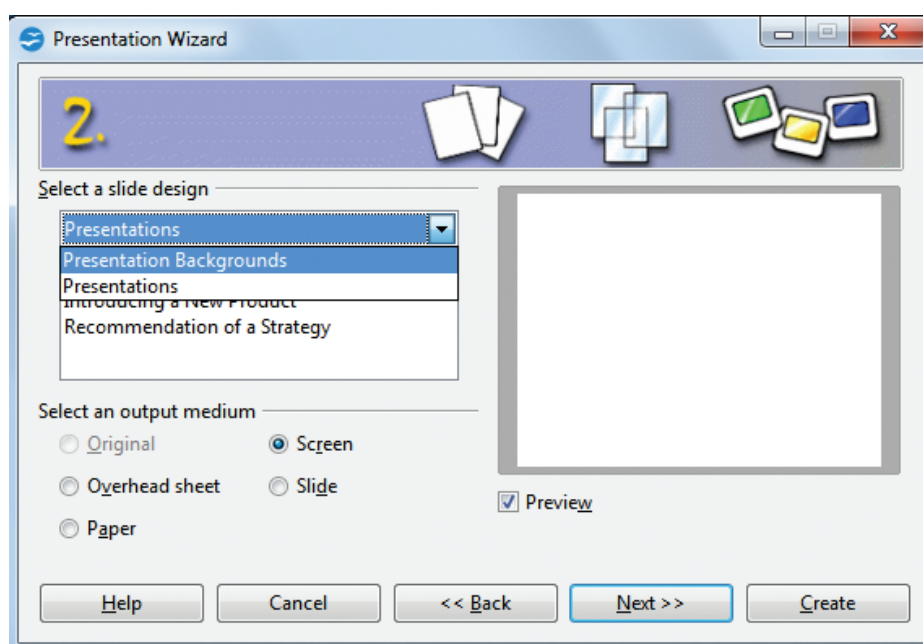 Presentation Wizard
2.
Select a slide design
Presentations
Presentation Backgrounds
Presentations
Introducing a New Product
Recommendation of a Strategy
Select an output medium
Original Screen
Overhead sheet Slide
Paper
Preview
Help Cancel << Back Next >> Create